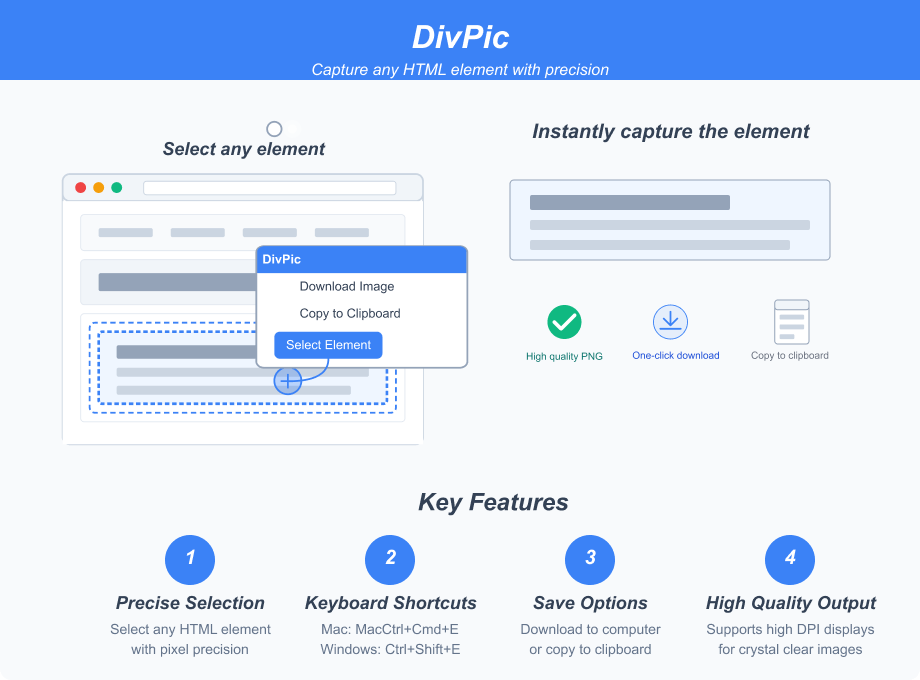 DivPic
Capture any HTML element with precision
Select any element
DivPic
Download Image
Copy to Clipboard
Select Element
Instantly capture the element
High quality PNG
One-click download
Copy to clipboard
Key Features
1
Precise Selection
Select any HTML element
with pixel precision
2
Keyboard Shortcuts
Mac: MacCtrl+Cmd+E
Windows: Ctrl+Shift+E
3
Save Options
Download to computer
or copy to clipboard
4
High Quality Output
Supports high DPI displays
for crystal clear images